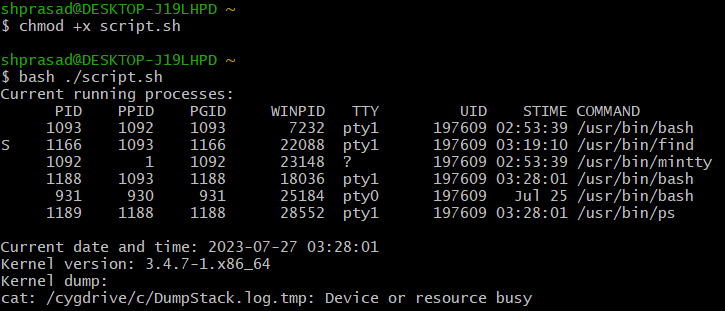 shprasad@DESKTOP-J19LHPD ~
$ chmod +x script.sh
shprasad@DESKTOP-J19LHPD ~
$ bash ./script.sh
Current running processes:
PID PPID PGID WINPID TTY UID STIME COMMAND
1093 1092 1093 7232 pty1 197609 02:53:39 /usr/bin/bash
S 1166 1093 1166 22088 pty1 197609 03:19:10 /usr/bin/find
1092 1 1092 23148 ? 197609 02:53:39 /usr/bin/mintty
1188 1093 1188 18036 pty1 197609 03:28:01 /usr/bin/bash
931 930 931 25184 pty0 197609 Jul 25 /usr/bin/bash
1189 1188 1188 28552 pty1 197609 03:28:01 /usr/bin/ps
Current date and time: 2023-07-27 03:28:01
Kernel version: 3.4.7-1.x86_64
Kernel dump:
cat: /cygdrive/c/DumpStack.log.tmp: Device or resource busy